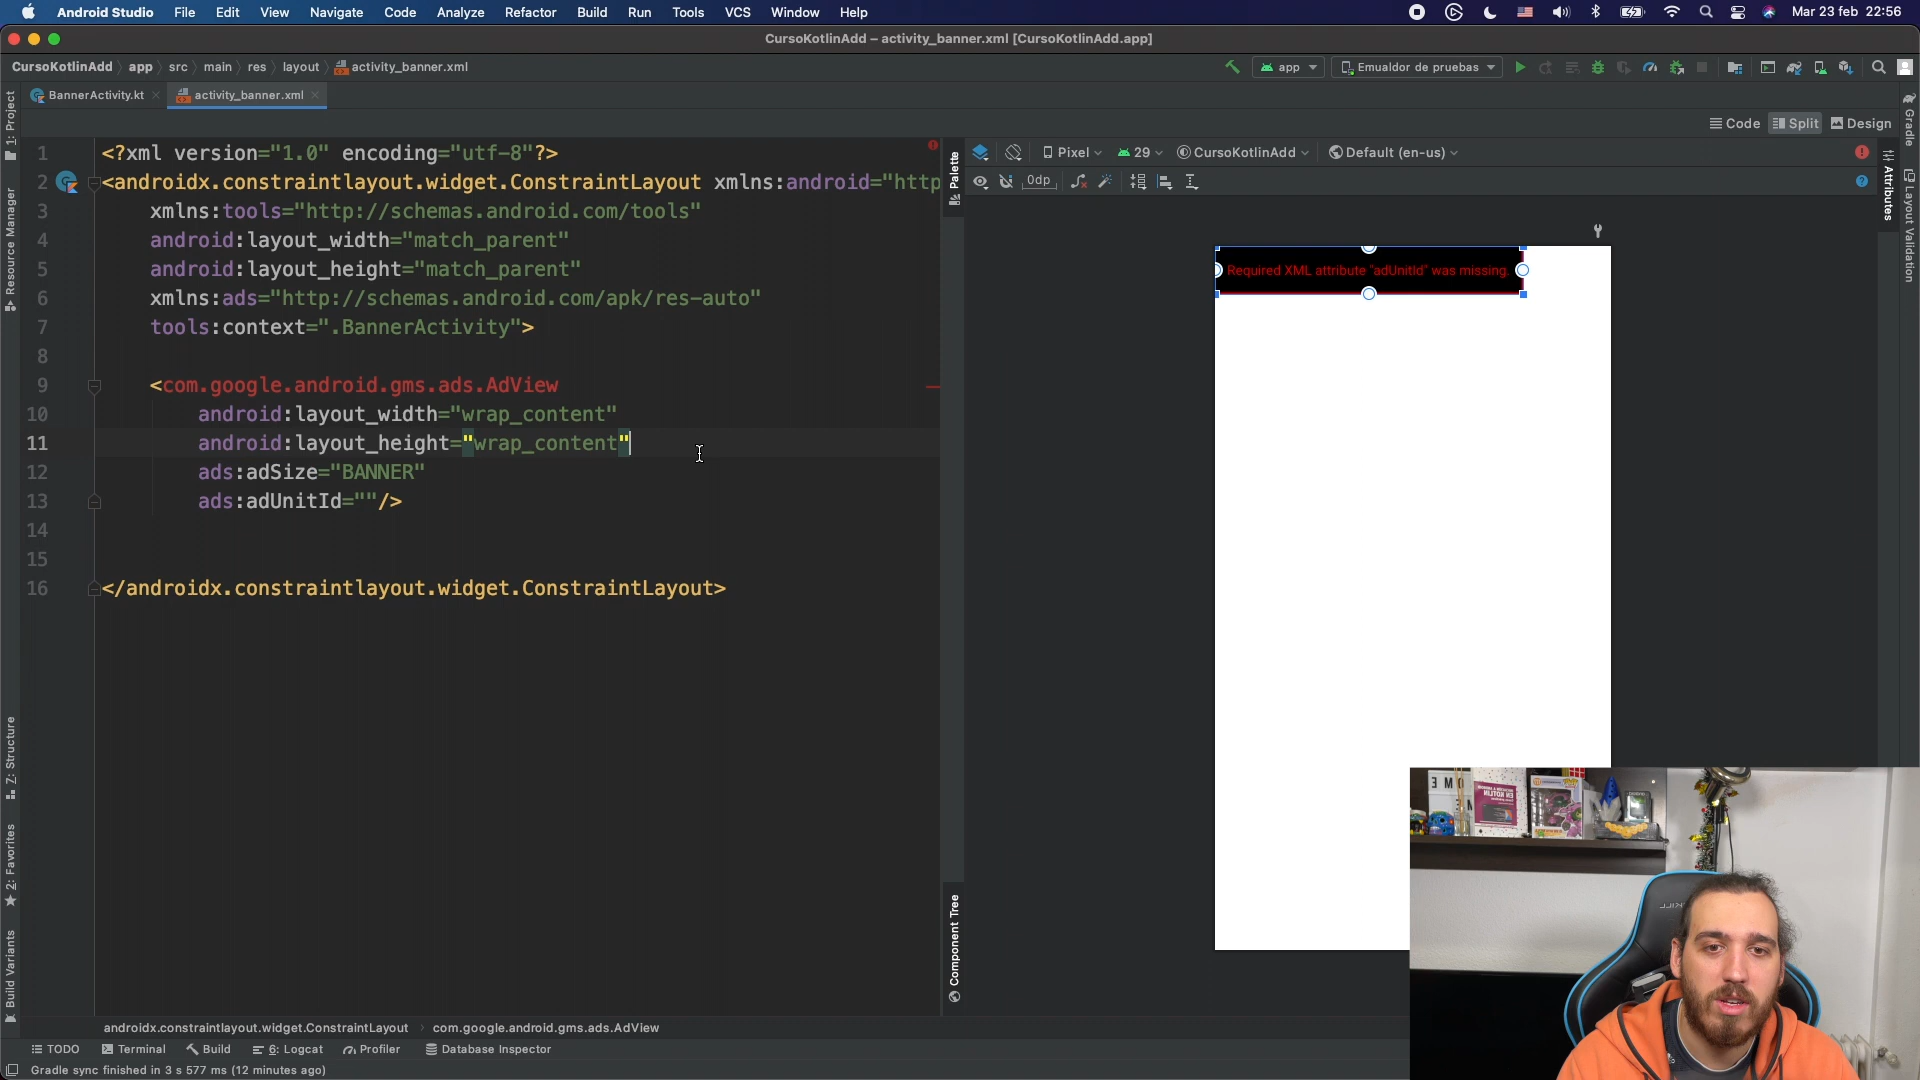 Android Studio File Edit View Navigate Code Analyze Refactor Build Run Tools VCS Window Help Mar 23 feb 22:56
CursoKotlinAdd – activity_banner.xml [CursoKotlinAdd.app]
CursoKotlinAdd app src main res layout activity_banner.xml app Emualdor de pruebas
BannerActivity.kt activity_banner.xml
Code Split Design
1: Project
Resource Manager
Z: Structure
2: Favorites
Build Variants
1 <?xml version="1.0" encoding="utf-8"?>
2 <androidx.constraintlayout.widget.ConstraintLayout xmlns:android="http
3 xmlns:tools="http://schemas.android.com/tools"
4 android:layout_width="match_parent"
5 android:layout_height="match_parent"
6 xmlns:ads="http://schemas.android.com/apk/res-auto"
7 tools:context=".BannerActivity">
8
9 <com.google.android.gms.ads.AdView
10 android:layout_width="wrap_content"
11 android:layout_height="wrap_content"
12 ads:adSize="BANNER"
13 ads:adUnitId=""/>
14
15
16 </androidx.constraintlayout.widget.ConstraintLayout>
Palette
Component Tree
Pixel 29 CursoKotlinAdd Default (en-us)
0dp
Required XML attribute "adUnitId" was missing.
Attributes
Gradle
Layout Validation
EN KOTLIN
androidx.constraintlayout.widget.ConstraintLayout com.google.android.gms.ads.AdView
TODO Terminal Build 6: Logcat Profiler Database Inspector
Gradle sync finished in 3 s 577 ms (12 minutes ago)